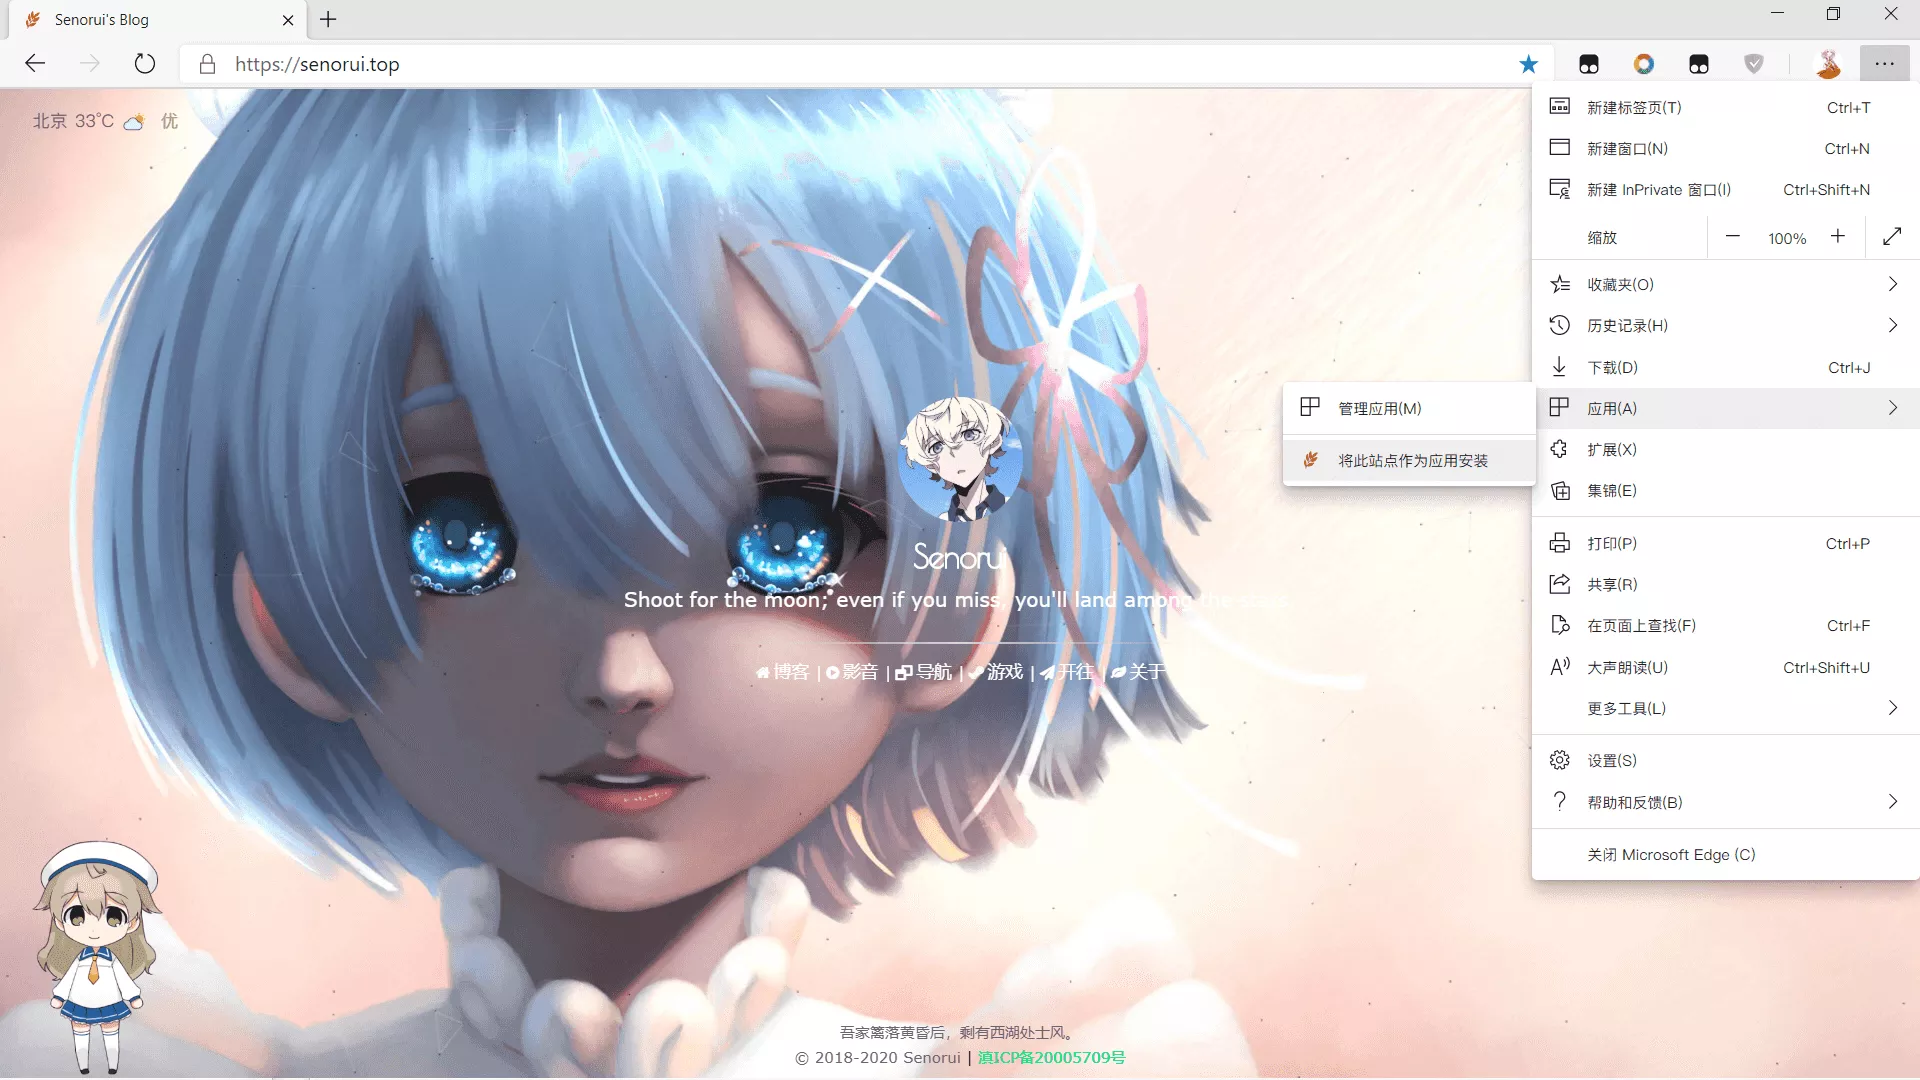 Senorui's Blog
https://senorui.top
北京 33°C 优
新建标签页(T) Ctrl+T
新建窗口(N) Ctrl+N
新建 InPrivate 窗口(I) Ctrl+Shift+N
缩放 100%
收藏夹(O)
历史记录(H)
下载(D) Ctrl+J
应用(A)
管理应用(M)
将此站点作为应用安装
扩展(X)
集锦(E)
打印(P) Ctrl+P
共享(R)
在页面上查找(F) Ctrl+F
大声朗读(U) Ctrl+Shift+U
更多工具(L)
设置(S)
帮助和反馈(B)
关闭 Microsoft Edge (C)
Senorui
Shoot for the moon; even if you miss, you'll land among the stars.
博客 | 影音 | 导航 | 游戏 | 开往 | 关于
吾家篱落黄昏后，剩有西湖处士风。
© 2018-2020 Senorui | 滇ICP备20005709号